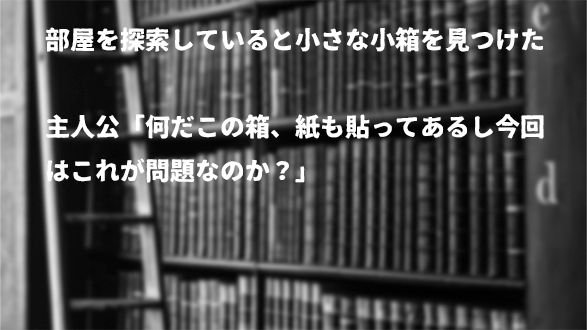 部屋を探索していると小さな小箱を見つけた
主人公「何だこの箱、紙も貼ってあるし今回
はこれが問題なのか？」
e
d